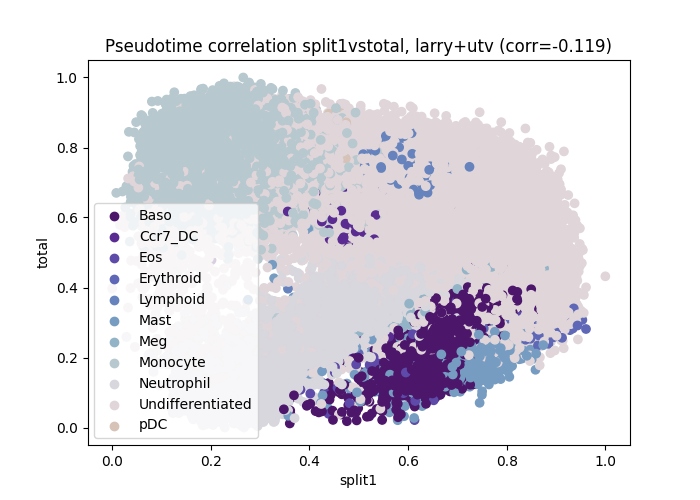 Pseudotime correlation split1vstotal, larry+utv (corr=-0.119)
total
1.0
0.8
0.6
0.4
0.2
0.0
Baso
Ccr7_DC
Eos
Erythroid
Lymphoid
Mast
Meg
Monocyte
Neutrophil
Undifferentiated
pDC
0.0 0.2 0.4 0.6 0.8 1.0
split1